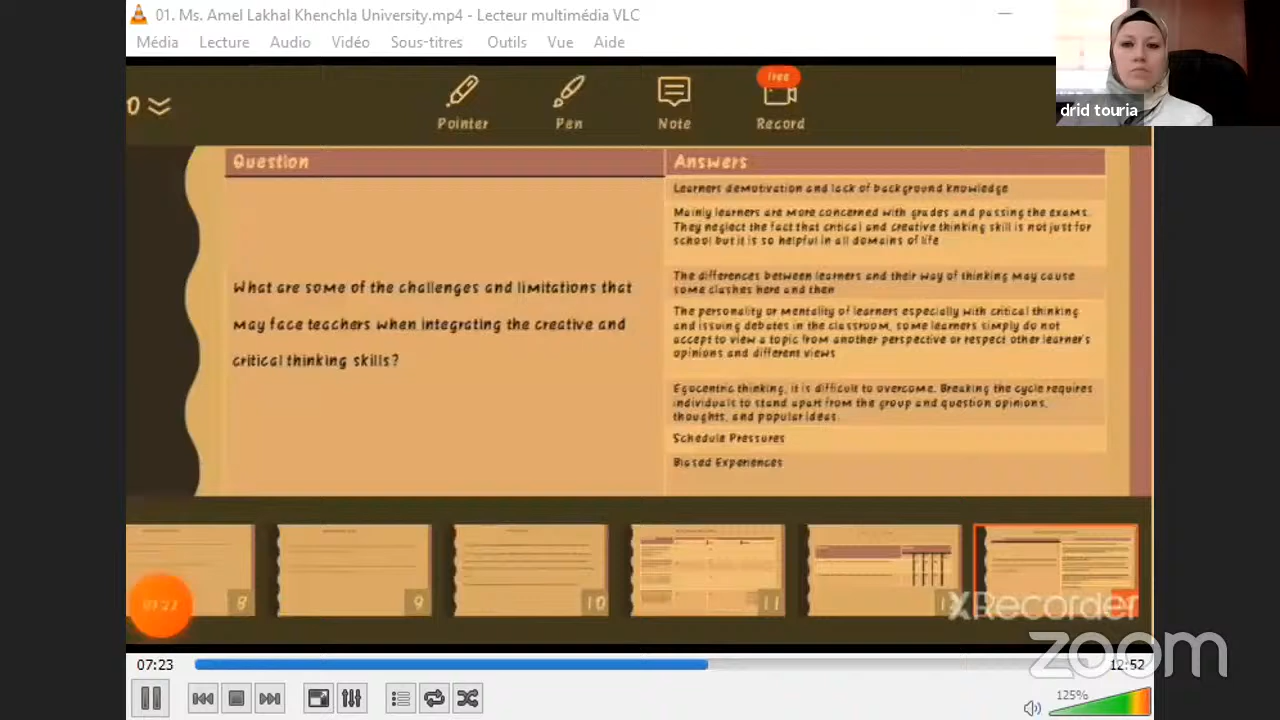 01. Ms. Amel Lakhal Khenchla University.mp4 - Lecteur multimédia VLC
Média Lecture Audio Vidéo Sous-titres Outils Vue Aide
drid touria
free
Pointer Pen Note Record
Question
Answers
What are some of the challenges and limitations that
may face teachers when integrating the creative and
critical thinking skills?
Learners demotivation and lack of background knowledge
Mainly learners are more concerned with grades and passing the exams.
They neglect the fact that critical and creative thinking skill is not just for
school but it is so helpful in all domains of life
The differences between learners and their way of thinking may cause
some clashes here and then
The personality or mentality of learners especially with critical thinking
and issuing debates in the classroom, some learners simply do not
accept to view a topic from another perspective or respect other learner's
opinions and different views
Egocentric thinking, it is difficult to overcome. Breaking the cycle requires
individuals to stand apart from the group and question opinions,
thoughts, and popular ideas.
Schedule Pressures
Biased Experiences
8 9 10 11
XRecorder
zoom
07:23 12:52
125%